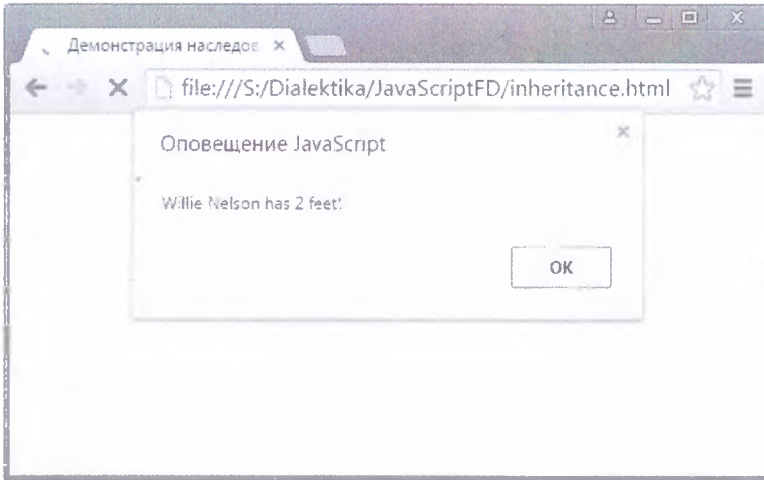 Демонстрация наследов
file:///S:/Dialektika/JavaScriptFD/inheritance.html
Оповещение JavaScript
Willie Nelson has 2 feet!
OK